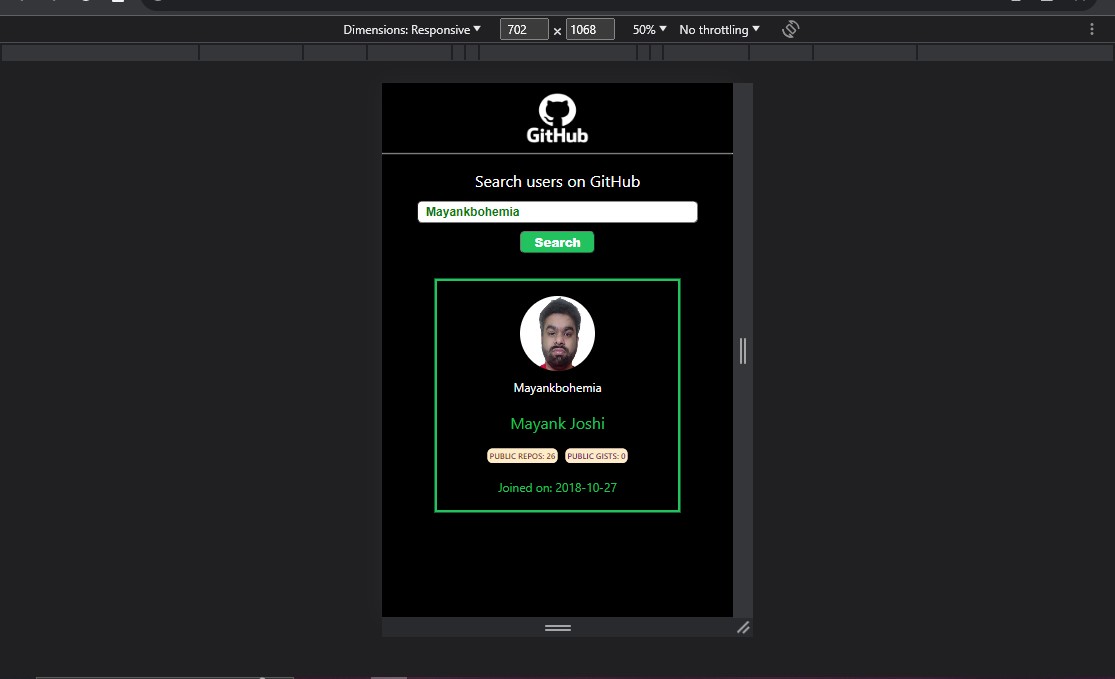 Dimensions: Responsive 702 × 1068 50% No throttling
GitHub
Search users on GitHub
Mayankbohemia
Search
Mayankbohemia
Mayank Joshi
PUBLIC REPOS: 26 PUBLIC GISTS: 0
Joined on: 2018-10-27